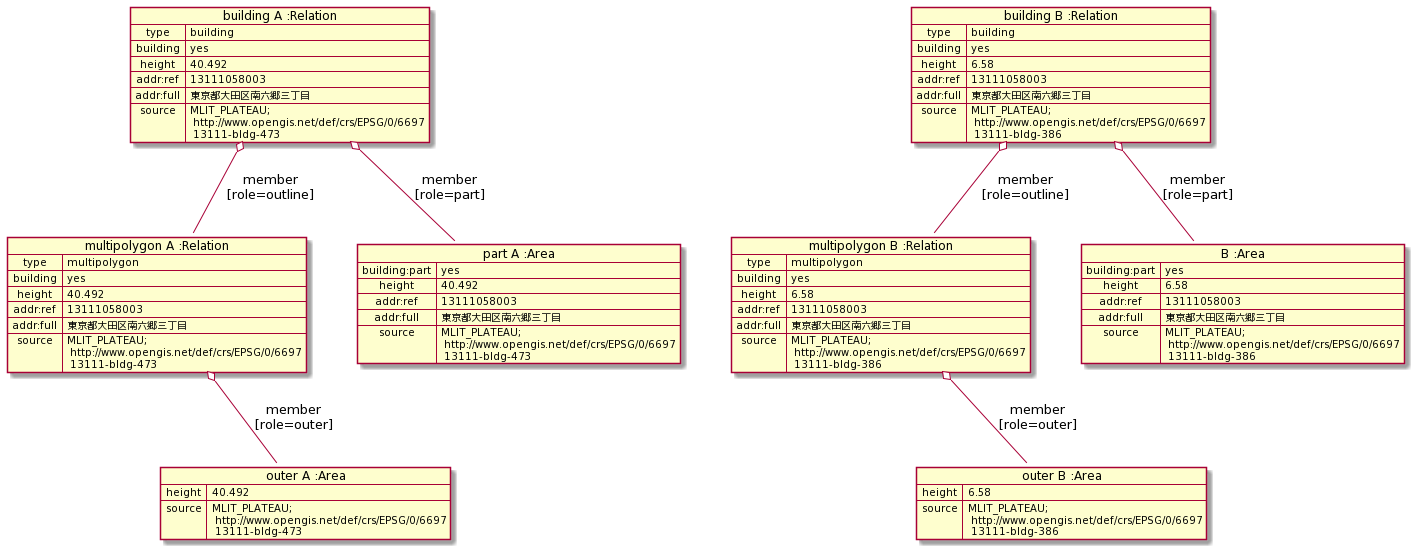 building A :Relation
type building
building yes
height 40.492
addr:ref 13111058003
addr:full 東京都大田区南六郷三丁目
source MLIT_PLATEAU;
http://www.opengis.net/def/crs/EPSG/0/6697
13111-bldg-473
building B :Relation
type building
building yes
height 6.58
addr:ref 13111058003
addr:full 東京都大田区南六郷三丁目
source MLIT_PLATEAU;
http://www.opengis.net/def/crs/EPSG/0/6697
13111-bldg-386
member
[role=outline]
member
[role=part]
member
[role=outline]
member
[role=part]
multipolygon A :Relation
type multipolygon
building yes
height 40.492
addr:ref 13111058003
addr:full 東京都大田区南六郷三丁目
source MLIT_PLATEAU;
http://www.opengis.net/def/crs/EPSG/0/6697
13111-bldg-473
part A :Area
building:part yes
height 40.492
addr:ref 13111058003
addr:full 東京都大田区南六郷三丁目
source MLIT_PLATEAU;
http://www.opengis.net/def/crs/EPSG/0/6697
13111-bldg-473
multipolygon B :Relation
type multipolygon
building yes
height 6.58
addr:ref 13111058003
addr:full 東京都大田区南六郷三丁目
source MLIT_PLATEAU;
http://www.opengis.net/def/crs/EPSG/0/6697
13111-bldg-386
B :Area
building:part yes
height 6.58
addr:ref 13111058003
addr:full 東京都大田区南六郷三丁目
source MLIT_PLATEAU;
http://www.opengis.net/def/crs/EPSG/0/6697
13111-bldg-386
member
[role=outer]
member
[role=outer]
outer A :Area
height 40.492
source MLIT_PLATEAU;
http://www.opengis.net/def/crs/EPSG/0/6697
13111-bldg-473
outer B :Area
height 6.58
source MLIT_PLATEAU;
http://www.opengis.net/def/crs/EPSG/0/6697
13111-bldg-386